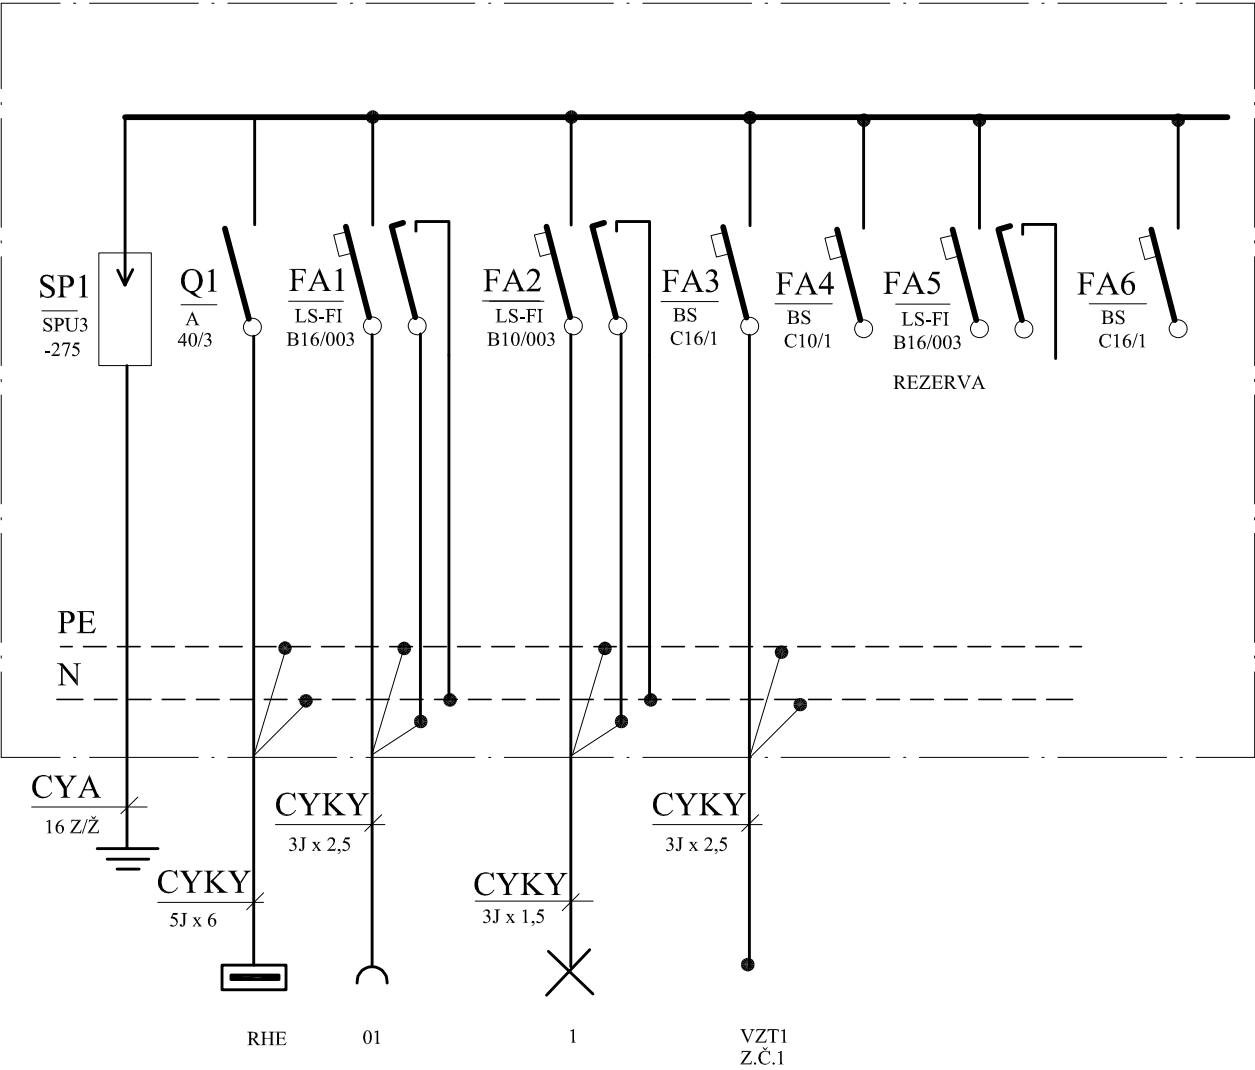 SP1
SPU3
-275
Q1
A
40/3
FA1
LS-FI
B16/003
FA2
LS-FI
B10/003
FA3
BS
C16/1
FA4
BS
C10/1
FA5
LS-FI
B16/003
REZERVA
FA6
BS
C16/1
PE
N
CYA
16 Z/Ž
CYKY
5J x 6
CYKY
3J x 2,5
CYKY
3J x 1,5
CYKY
3J x 2,5
RHE
01
1
VZT1
Z.Č.1